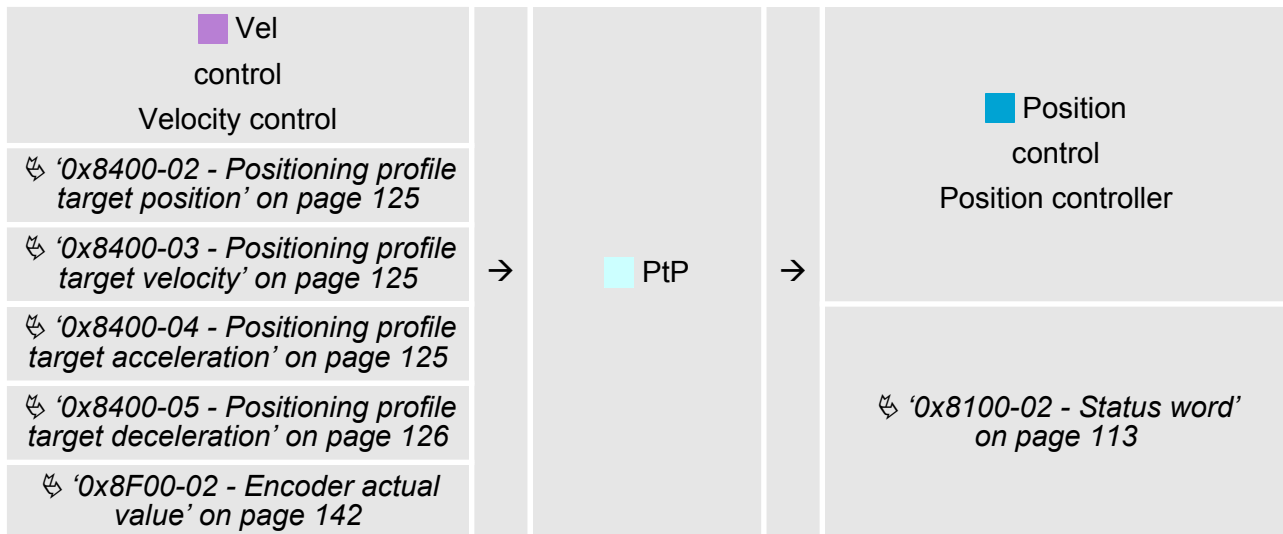 Vel
control
Velocity control
↳ ‘0x8400-02 - Positioning profile
target position’ on page 125
↳ ‘0x8400-03 - Positioning profile
target velocity’ on page 125
↳ ‘0x8400-04 - Positioning profile
target acceleration’ on page 125
↳ ‘0x8400-05 - Positioning profile
target deceleration’ on page 126
↳ ‘0x8F00-02 - Encoder actual
value’ on page 142
→
PtP
→
Position
control
Position controller
↳ ‘0x8100-02 - Status word’
on page 113